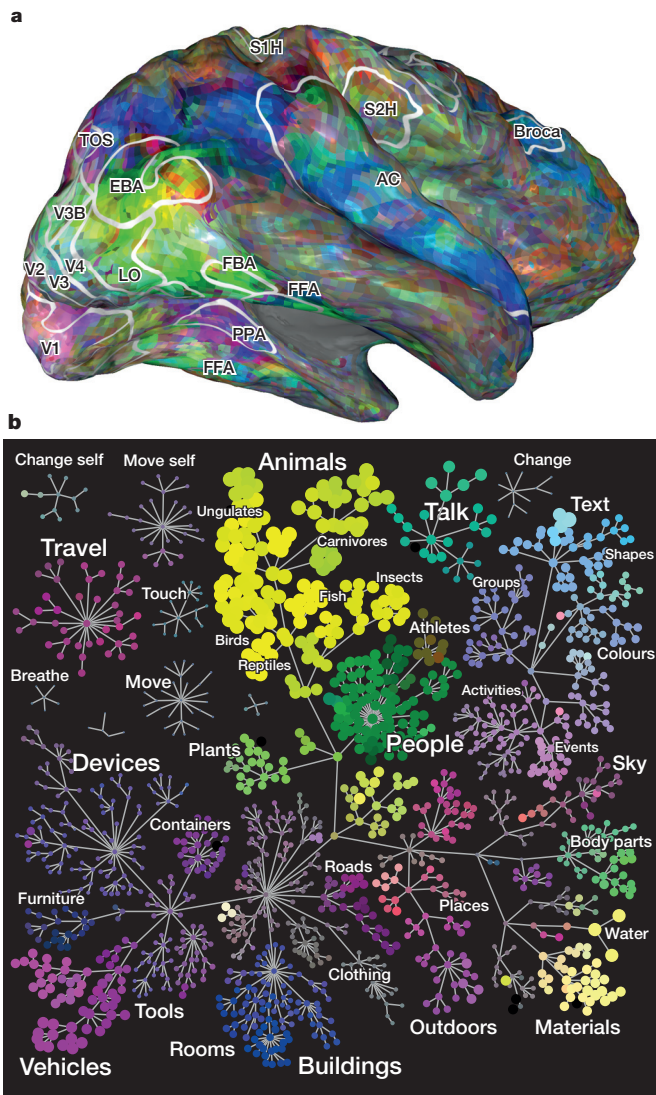 a
S1H
S2H
Broca
TOS
EBA
AC
V3B
V2
V3
V4
LO
FBA
FFA
V1
PPA
FFA
b
Change self
Move self
Animals
Change
Ungulates
Talk
Text
Carnivores
Shapes
Travel
Touch
Insects
Groups
Fish
Athletes
Birds
Colours
Reptiles
Breathe
Move
Activities
Plants
People
Events
Devices
Sky
Containers
Body parts
Roads
Furniture
Places
Water
Clothing
Tools
Outdoors
Materials
Rooms
Buildings
Vehicles